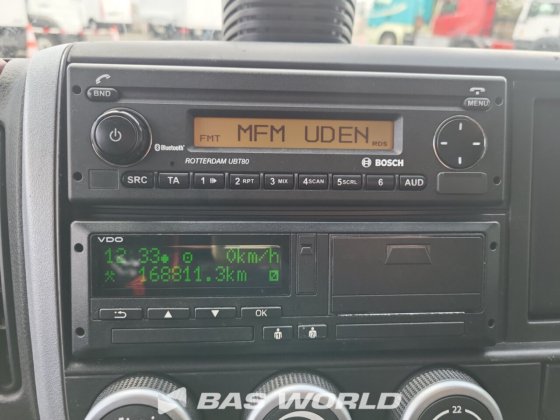 BND
MENU
FMT MFM UDEN RDS
Bluetooth
ROTTERDAM UBT80
BOSCH
SRC TA 1 2 RPT 3 MIX 4 SCAN 5 SCRL 6 AUD
VDO
12:33 0km/h
168811.3km
OK
22
BAS WORLD